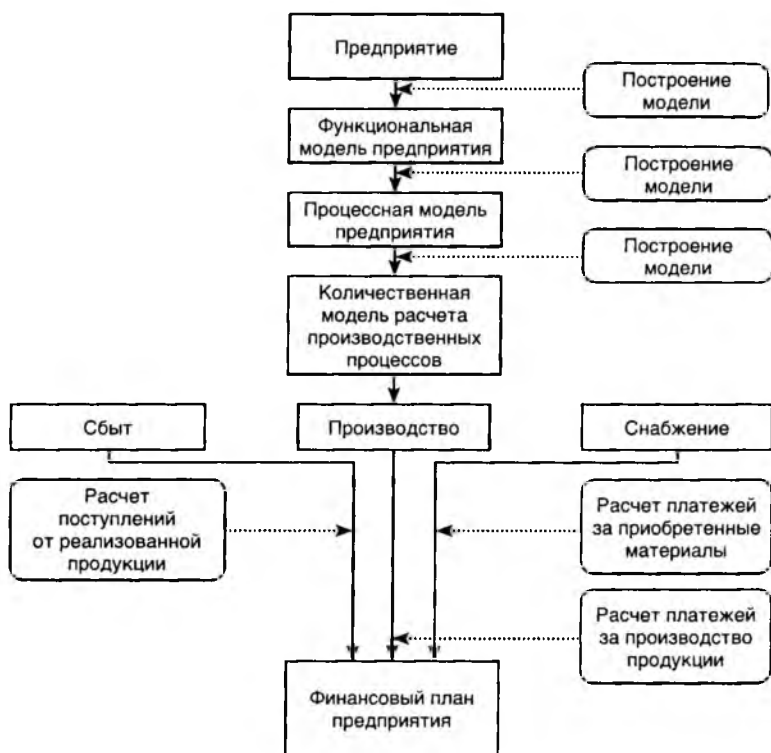 Предприятие
Построение
модели
Функциональная
модель предприятия
Построение
модели
Процессная модель
предприятия
Построение
модели
Количественная
модель расчета
производственных
процессов
Сбыт
Производство
Снабжение
Расчет
поступлений
от реализованной
продукции
Расчет платежей
за приобретенные
материалы
Расчет платежей
за производство
продукции
Финансовый план
предприятия